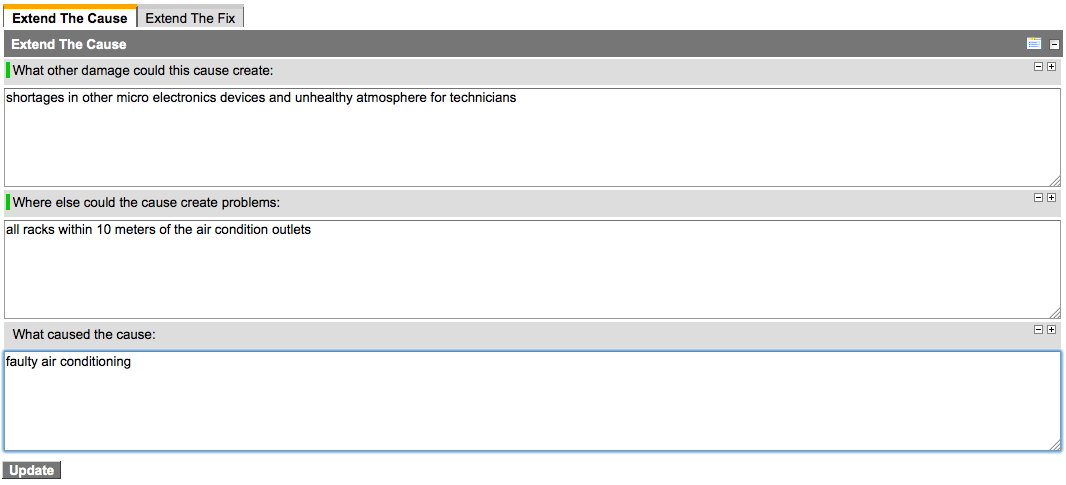 Extend The Cause
Extend The Fix
Extend The Cause
What other damage could this cause create:
shortages in other micro electronics devices and unhealthy atmosphere for technicians
Where else could the cause create problems:
all racks within 10 meters of the air condition outlets
What caused the cause:
faulty air conditioning
Update